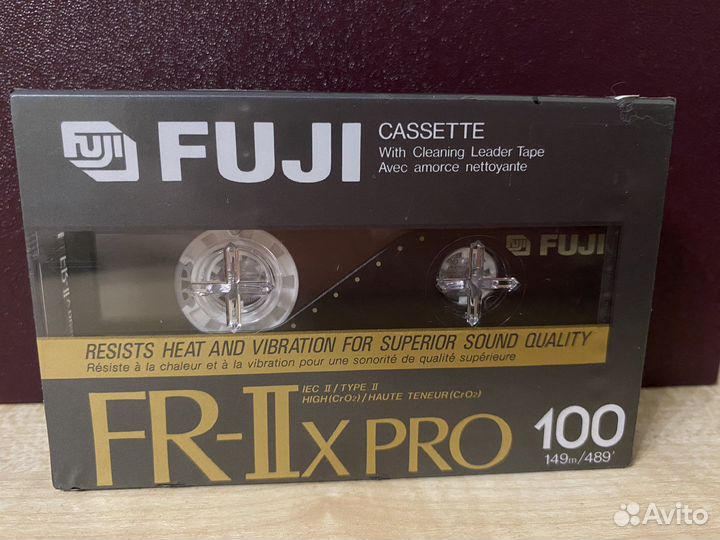 FUJI
FUJI
CASSETTE
With Cleaning Leader Tape
Avec amorce nettoyante
FUJI
RESISTS HEAT AND VIBRATION FOR SUPERIOR SOUND QUALITY
Résiste à la chaleur et à la vibration pour une sonorité de qualité supérieure
IEC II / TYPE II
HIGH (CrO2) / HAUTE TENEUR (CrO2)
FR-IIx PRO
100
149m/489'
Avito